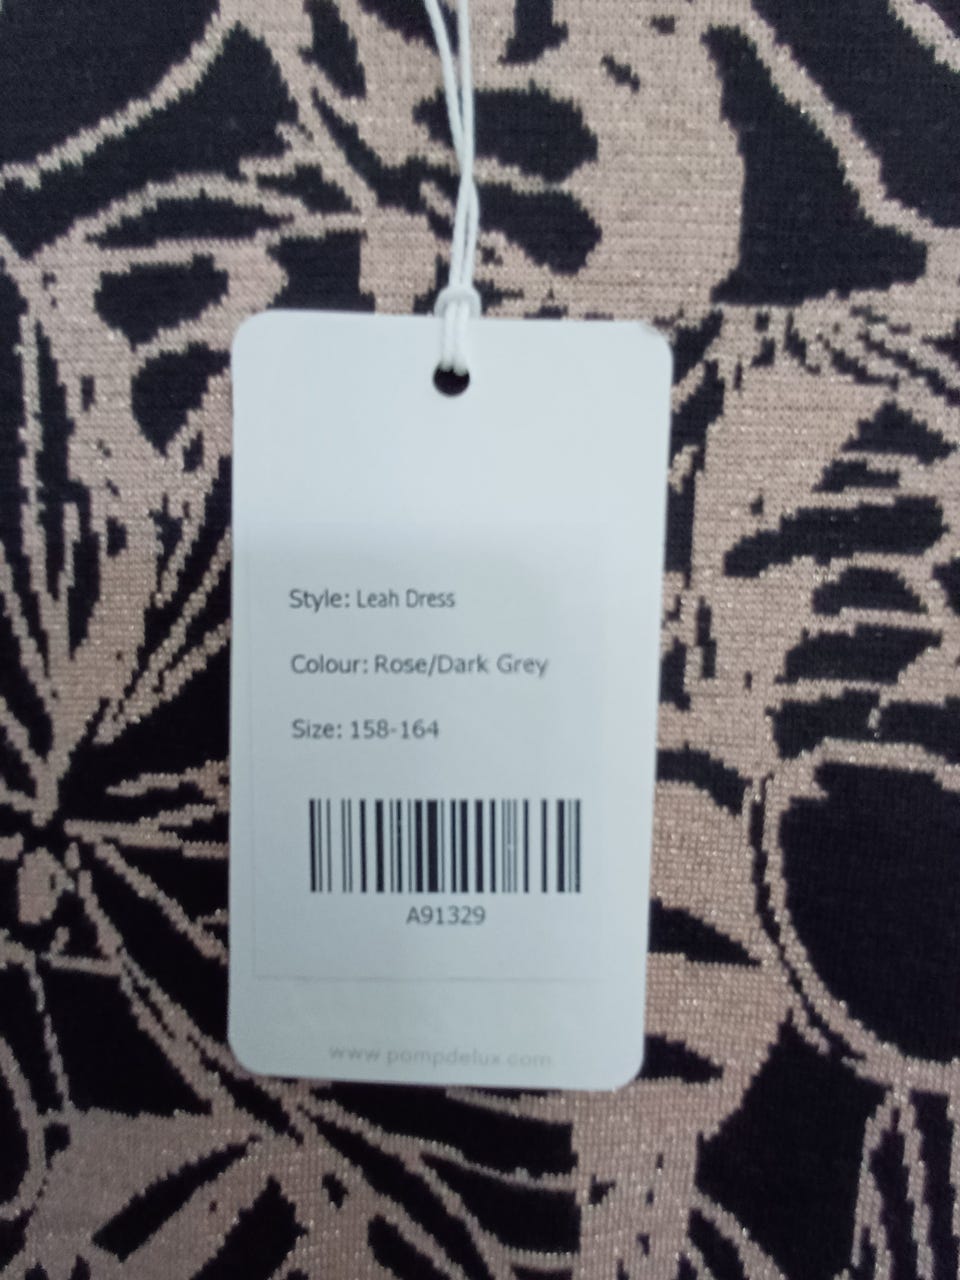 Style: Leah Dress
Colour: Rose/Dark Grey
Size: 158-164
A91329
www.pompdelux.com